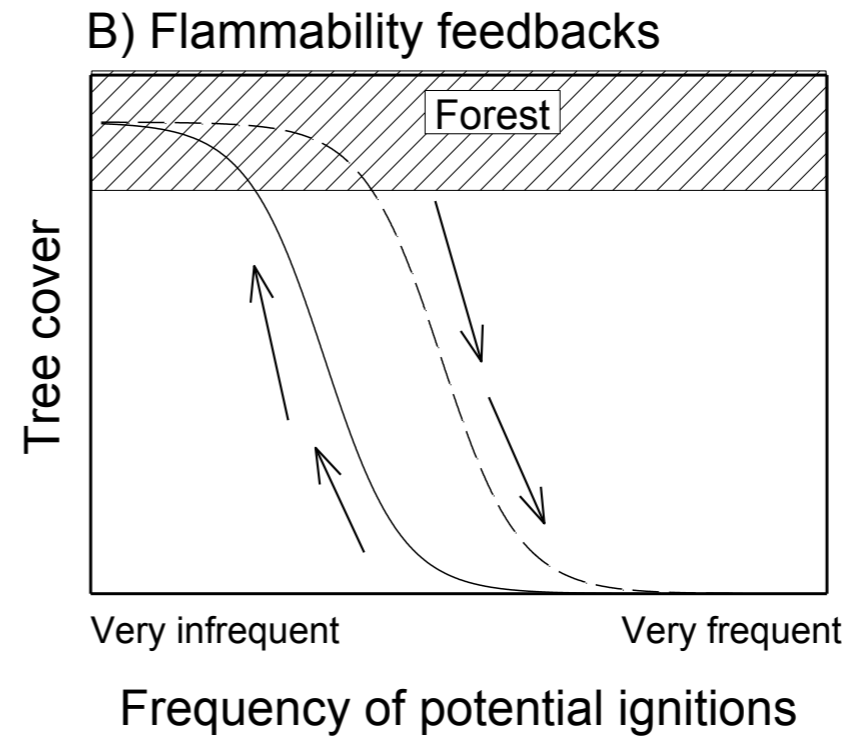 B) Flammability feedbacks
Forest
Tree cover
Very infrequent
Very frequent
Frequency of potential ignitions